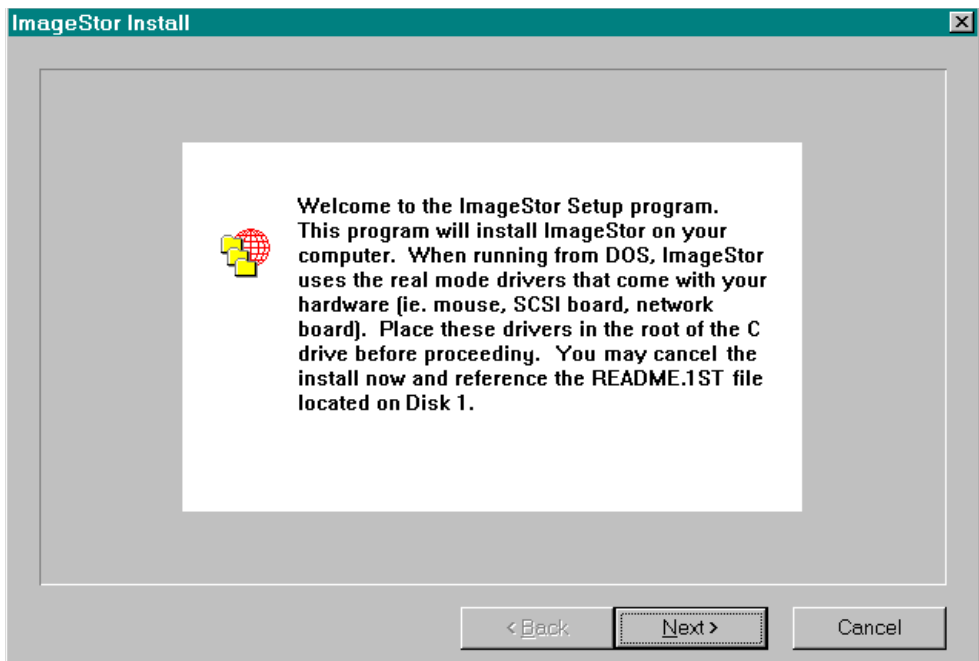 ImageStor Install
Welcome to the ImageStor Setup program.
This program will install ImageStor on your
computer.  When running from DOS, ImageStor
uses the real mode drivers that come with your
hardware (ie. mouse, SCSI board, network
board).  Place these drivers in the root of the C
drive before proceediny.  You may cancel the
install now and reference the README.1ST file
located on Disk 1.
< Back
Next >
Cancel